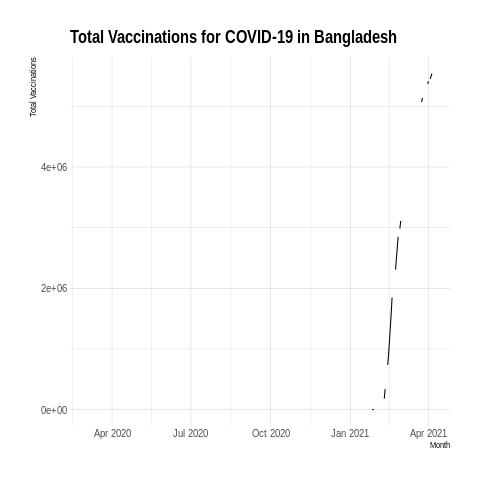 Total Vaccinations for COVID-19 in Bangladesh
Total Vaccinations
4e+06
2e+06
0e+00
Apr 2020 Jul 2020 Oct 2020 Jan 2021 Apr 2021
Month